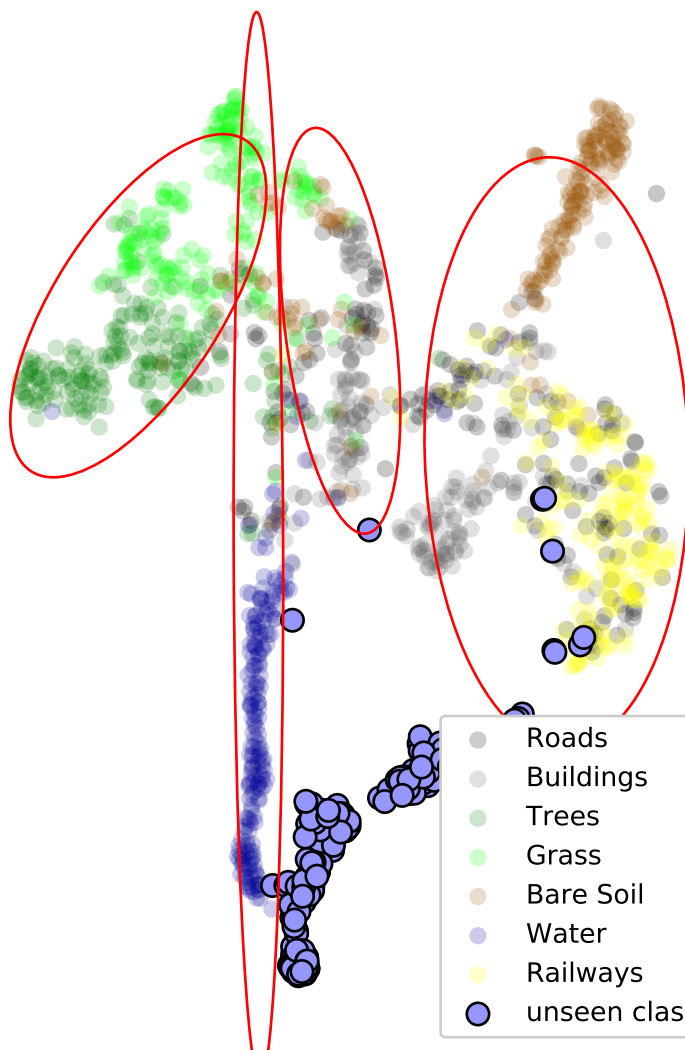 Roads
Buildings
Trees
Grass
Bare Soil
Water
Railways
unseen clas